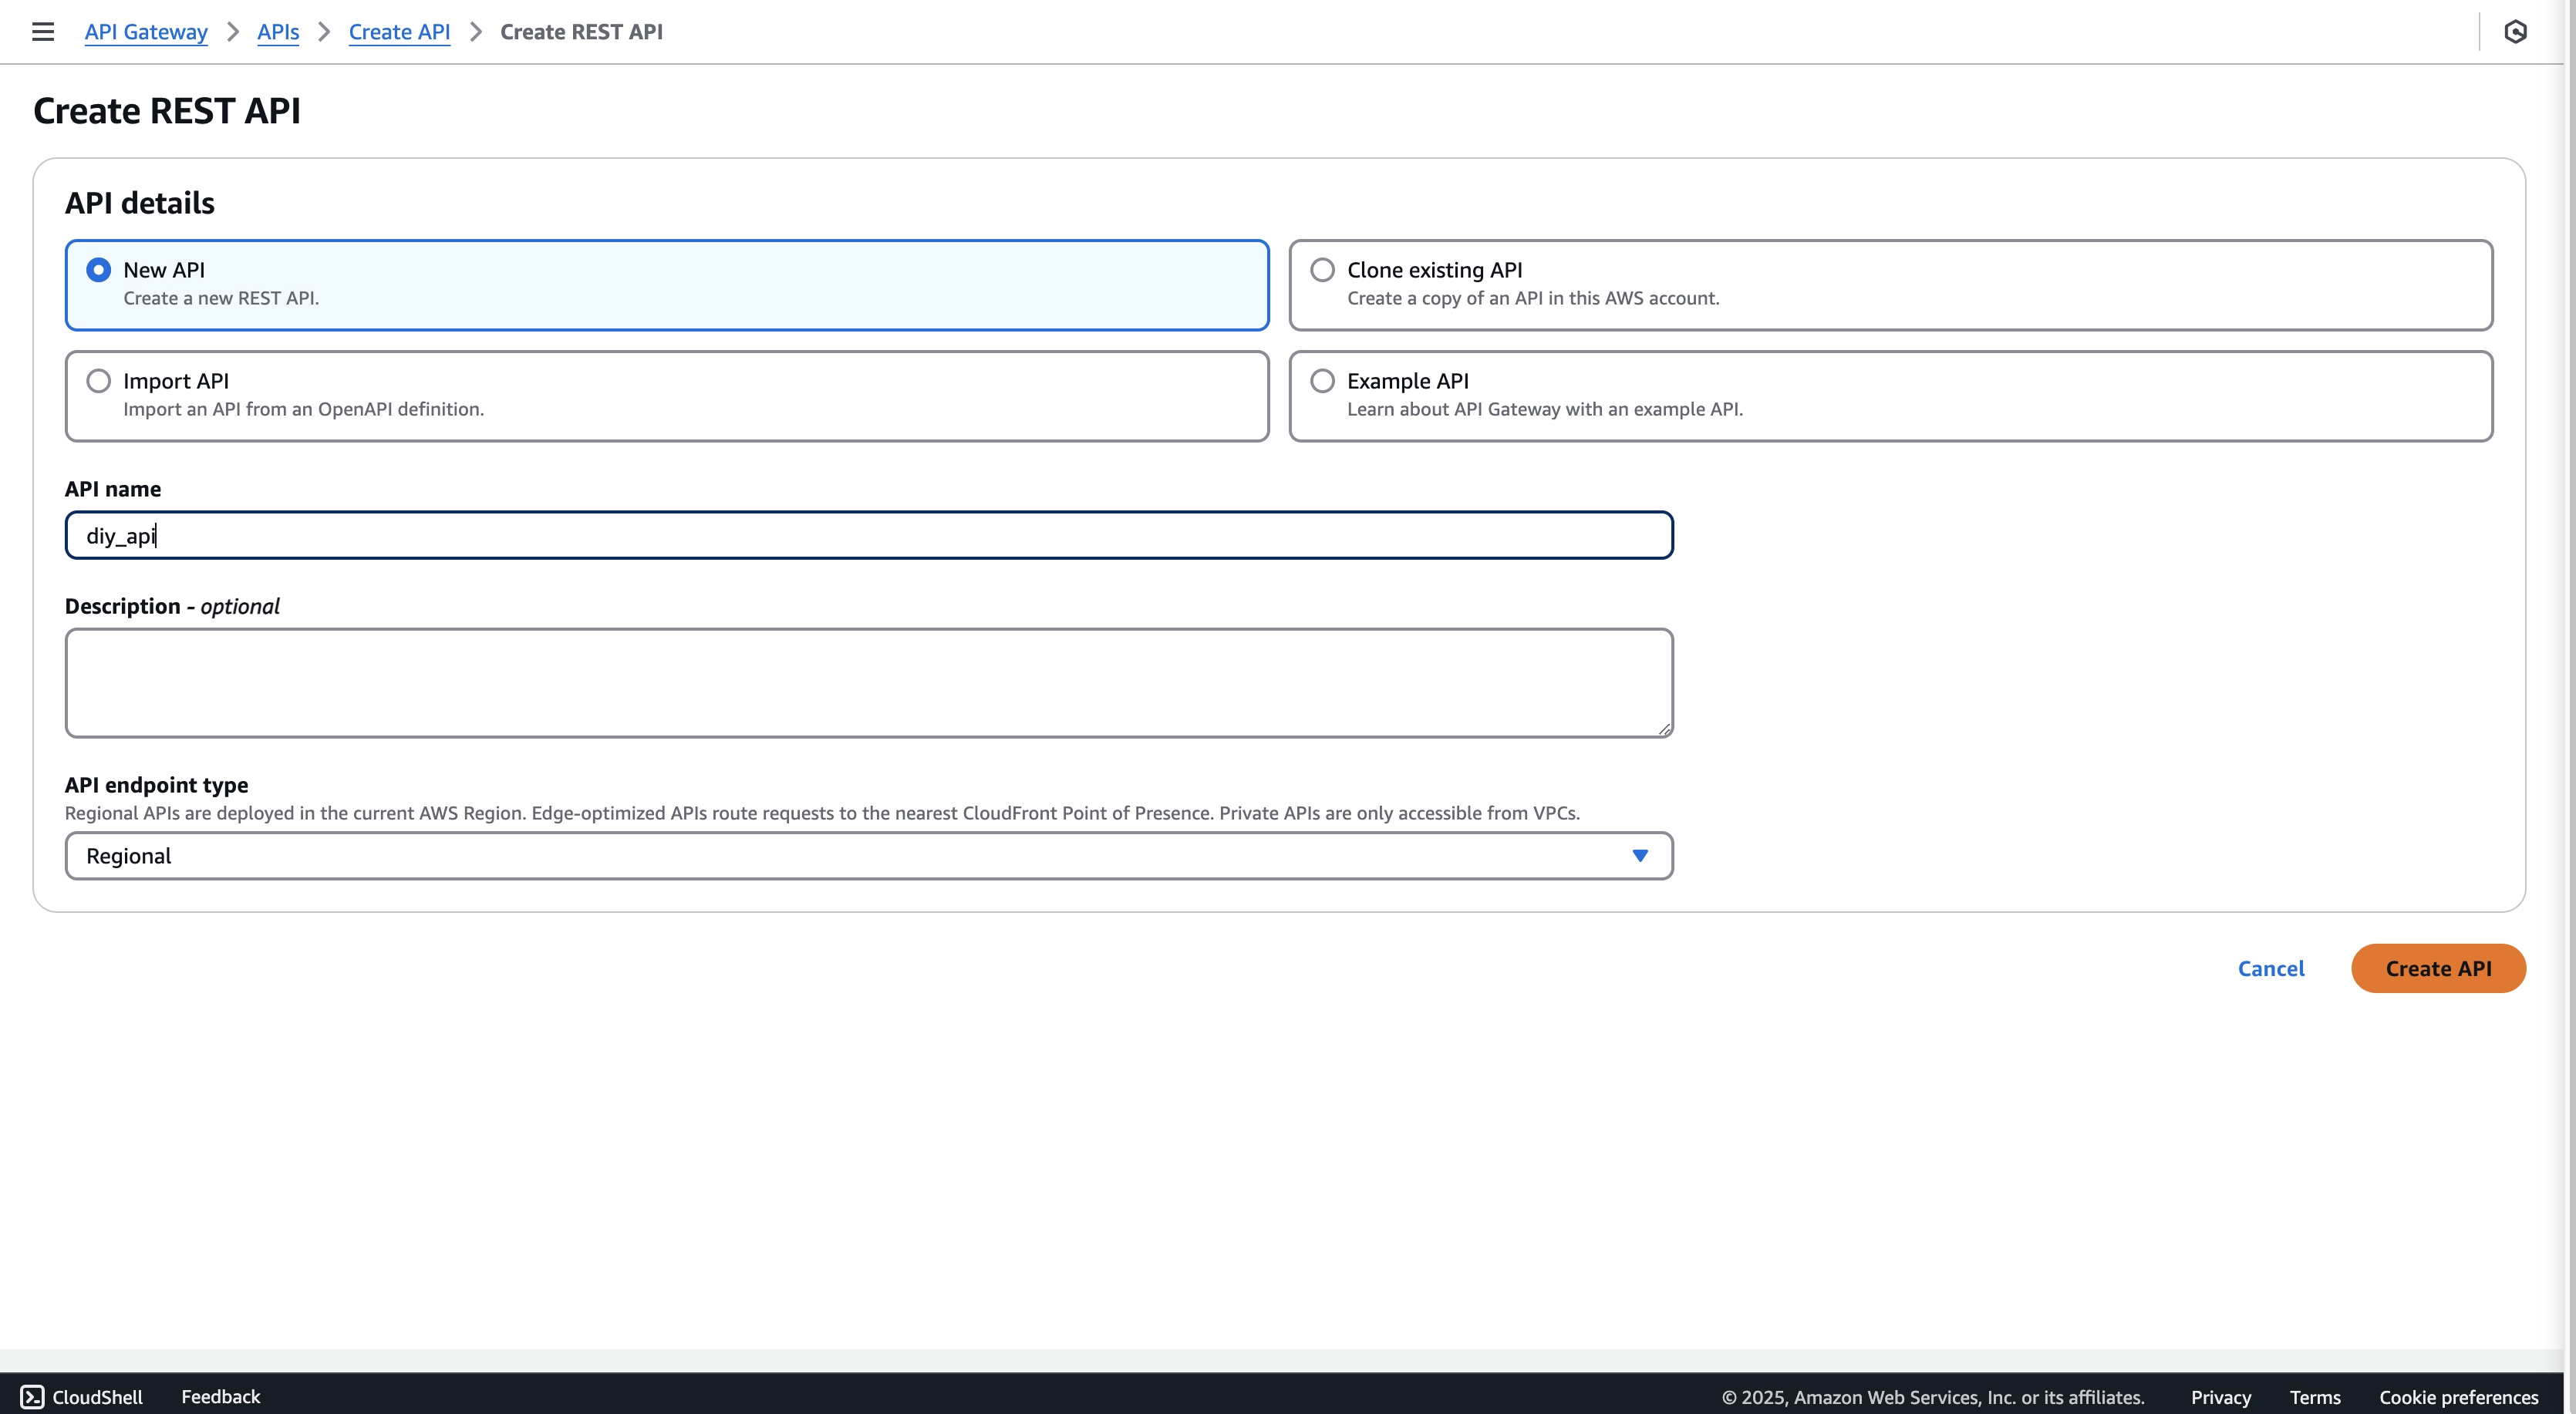 API Gateway > APIs > Create API > Create REST API
Create REST API
API details
New API
Create a new REST API.
Clone existing API
Create a copy of an API in this AWS account.
Import API
Import an API from an OpenAPI definition.
Example API
Learn about API Gateway with an example API.
API name
diy_api
Description - optional
API endpoint type
Regional APIs are deployed in the current AWS Region. Edge-optimized APIs route requests to the nearest CloudFront Point of Presence. Private APIs are only accessible from VPCs.
Regional
Cancel
Create API
CloudShell Feedback © 2025, Amazon Web Services, Inc. or its affiliates. Privacy Terms Cookie preferences